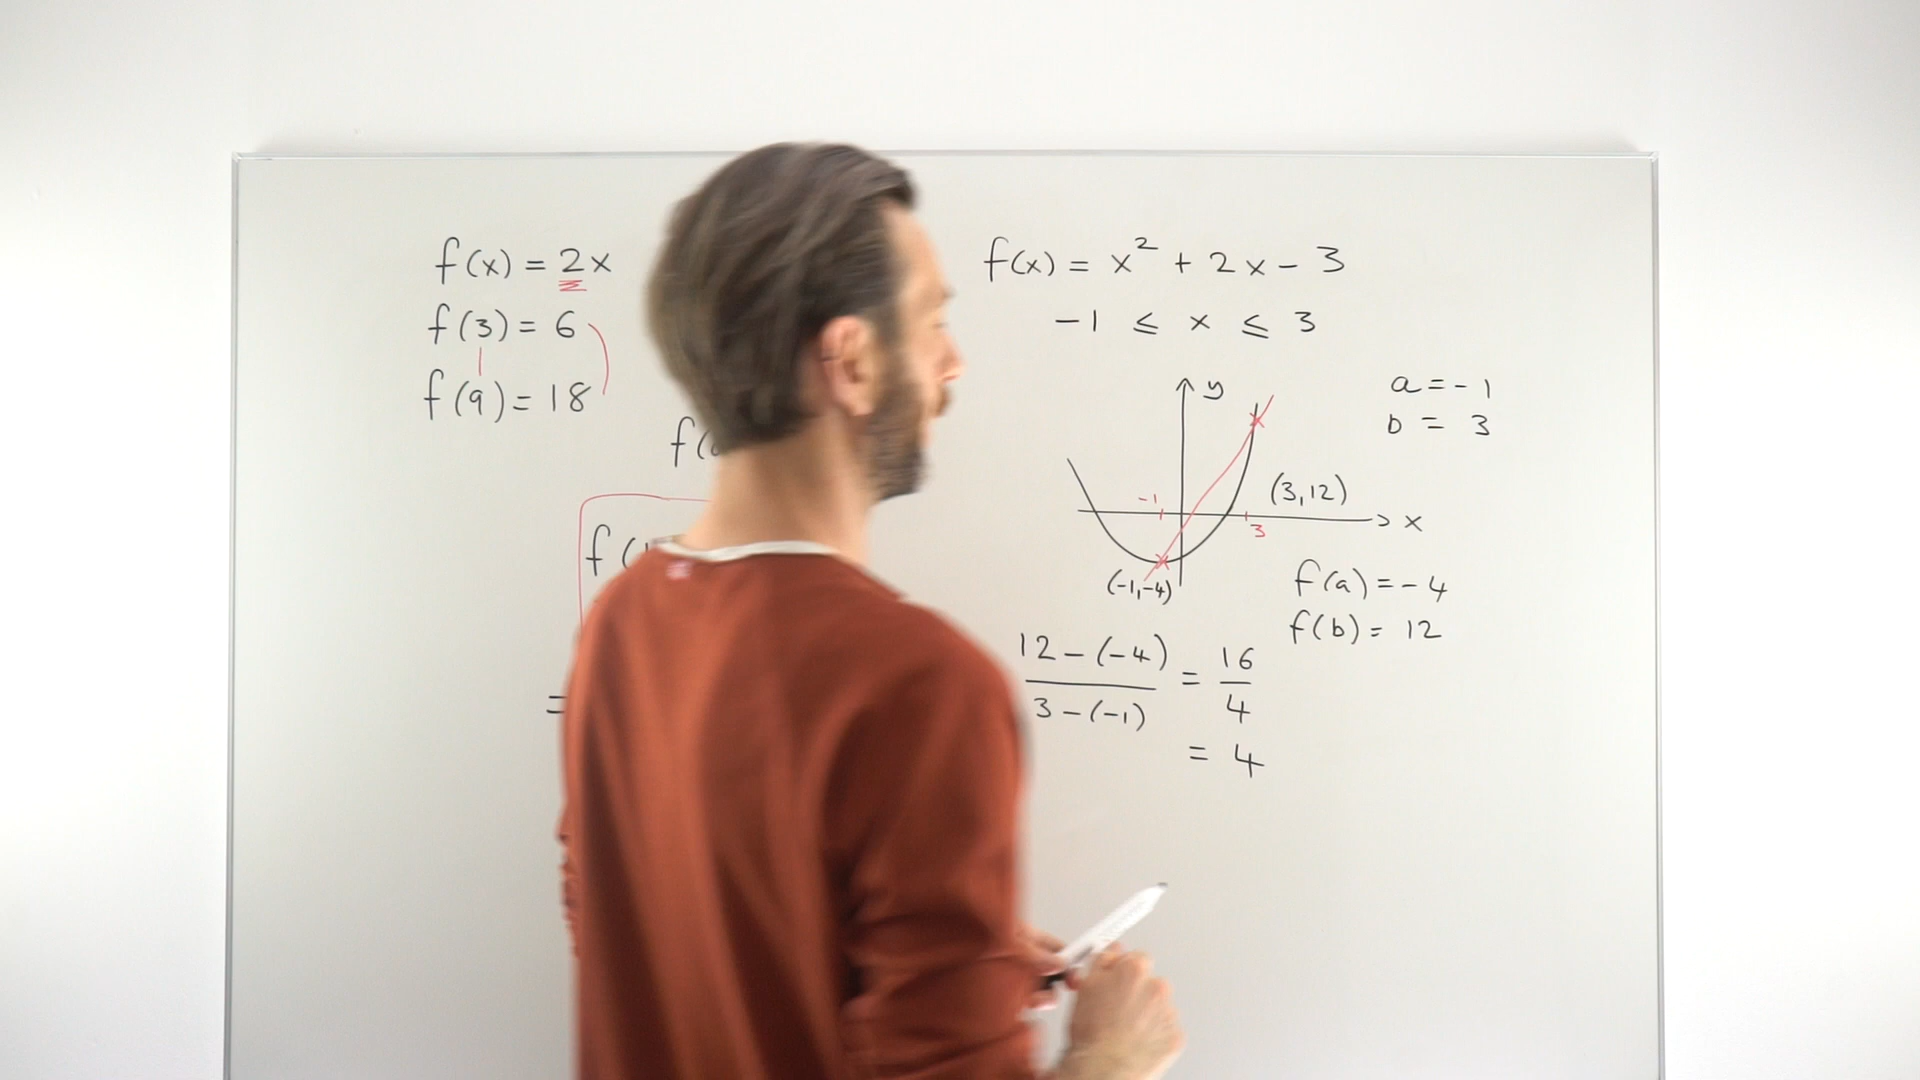 f(x) = 2x
f(3) = 6
f(9) = 18
f(
f(
=
f(x) = x² + 2x - 3
-1 ≤ x ≤ 3
a = -1
b = 3
y
-1
3
(3,12)
x
(-1,-4)
f(a) = -4
f(b) = 12
12-(-4) / 3-(-1) = 16/4
= 4